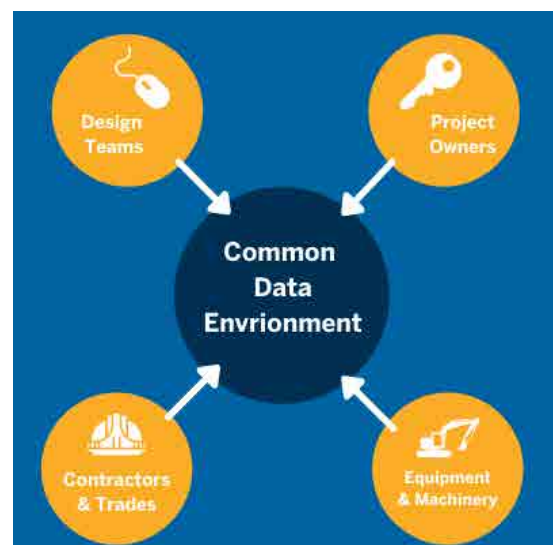 Design
Teams
Project
Owners
Common
Data
Envrionment
Contractors
& Trades
Equipment
& Machinery